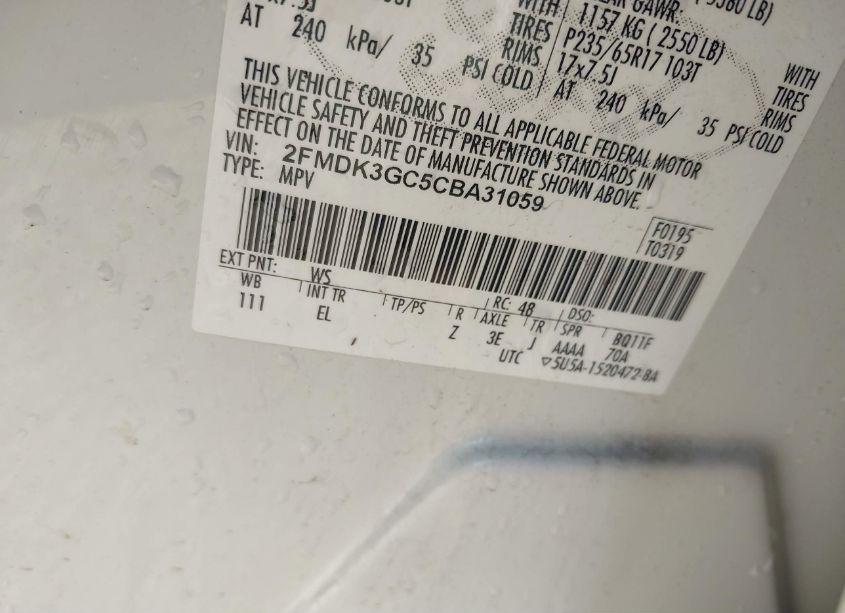 WITH 1157 KG ( 2550 LB)
TIRES P235/65R17 103T
RIMS 17x7.5J
AT 240 kPa/ 35 PSI COLD
AT 240 kPa/ 35 PSI COLD
WITH
TIRES
RIMS
THIS VEHICLE CONFORMS TO ALL APPLICABLE FEDERAL MOTOR
VEHICLE SAFETY AND THEFT PREVENTION STANDARDS IN
EFFECT ON THE DATE OF MANUFACTURE SHOWN ABOVE.
VIN: 2FMDK3GC5CBA31059
TYPE: MPV
F0195
T0319
EXT PNT: WS RC: 48 DSO:
WB INT TR TP/PS R AXLE TR SPR BQ11F
111 EL Z 3E J AAAA 70A
UTC ▽5U5A-1520472-BA